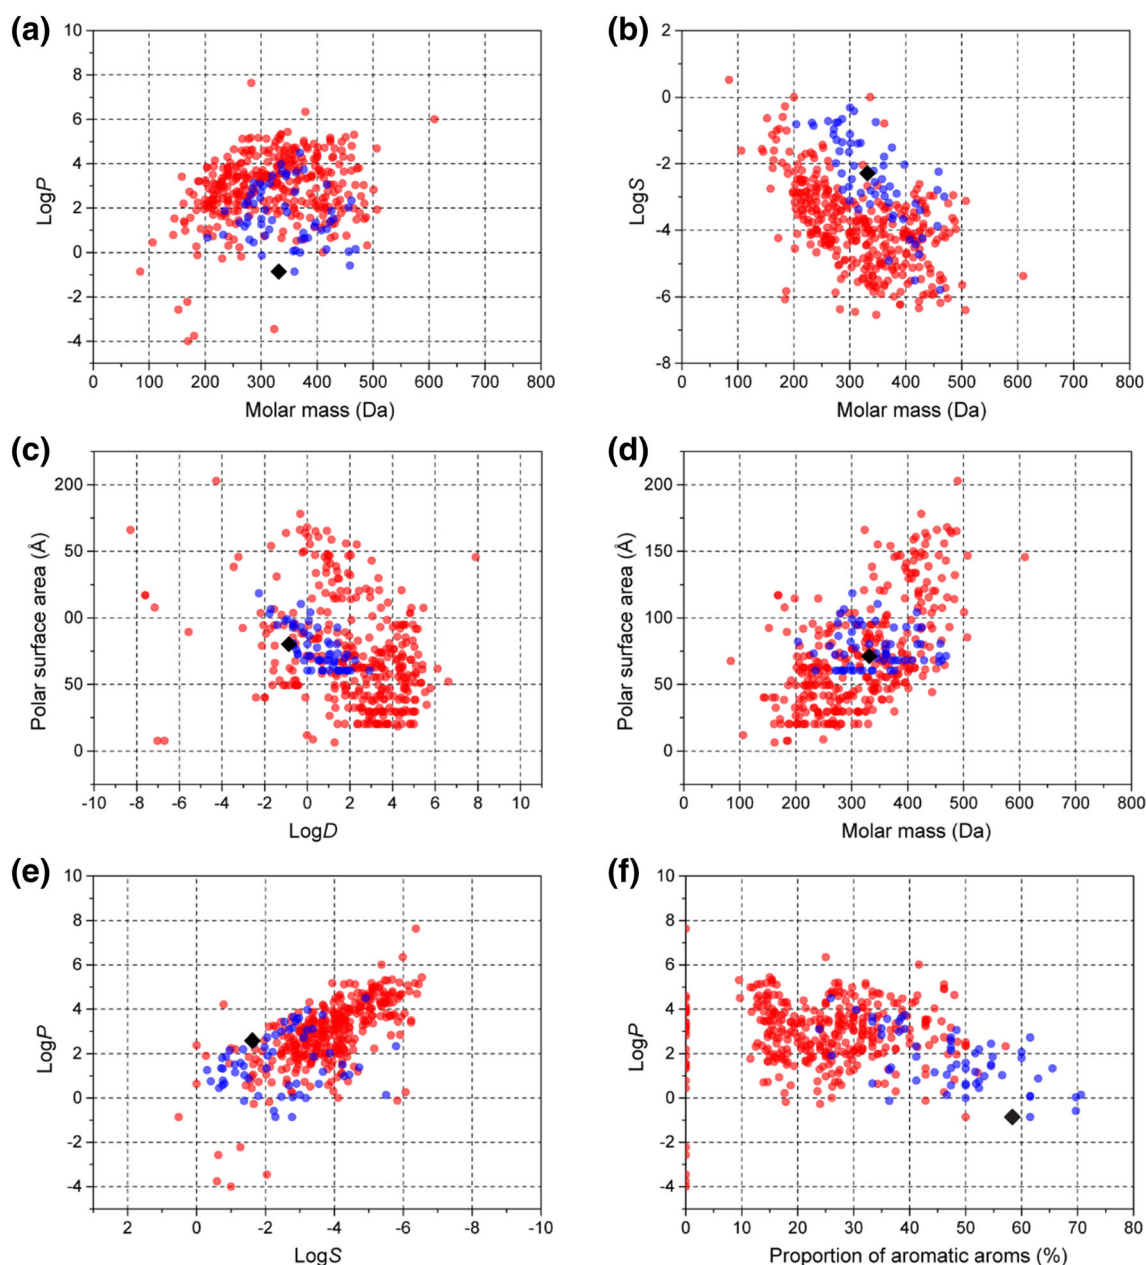 (a)
10
8
6
4
2
0
-2
-4
LogP
0 100 200 300 400 500 600 700 800
Molar mass (Da)
(b)
2
0
-2
-4
-6
-8
LogS
0 100 200 300 400 500 600 700 800
Molar mass (Da)
(c)
200
50
00
50
0
Polar surface area (Å)
-10 -8 -6 -4 -2 0 2 4 6 8 10
LogD
(d)
200
150
100
50
0
Polar surface area (Å)
0 100 200 300 400 500 600 700 800
Molar mass (Da)
(e)
10
8
6
4
2
0
-2
-4
LogP
2 0 -2 -4 -6 -8 -10
LogS
(f)
10
8
6
4
2
0
-2
-4
LogP
0 10 20 30 40 50 60 70 80
Proportion of aromatic aroms (%)